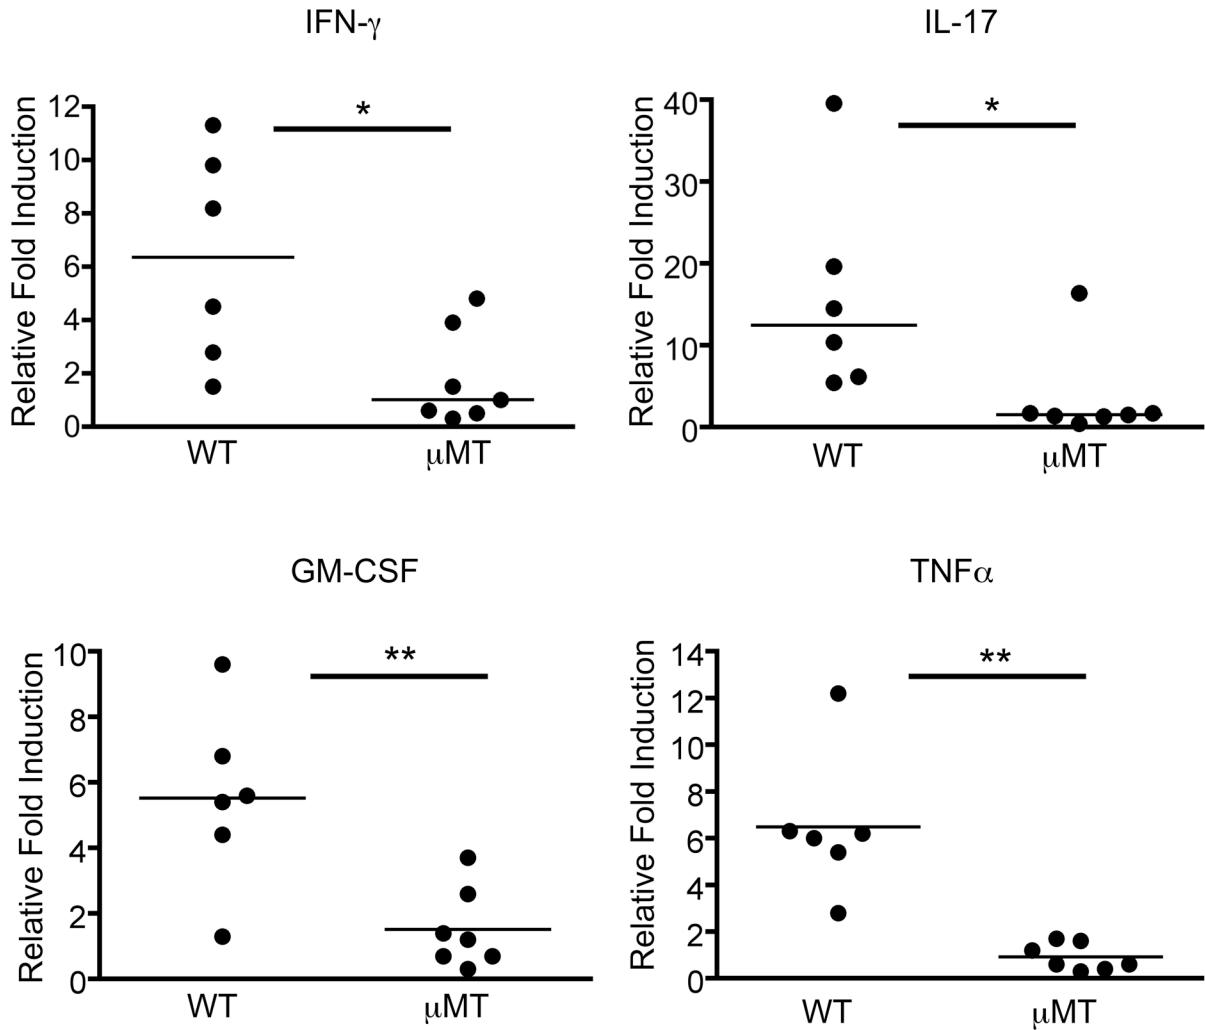 IFN-γ
Relative Fold Induction
12
10
8
6
4
2
0
*
WT
μMT
IL-17
Relative Fold Induction
40
30
20
10
0
*
WT
μMT
GM-CSF
Relative Fold Induction
10
8
6
4
2
0
**
WT
μMT
TNFα
Relative Fold Induction
14
12
10
8
6
4
2
0
**
WT
μMT